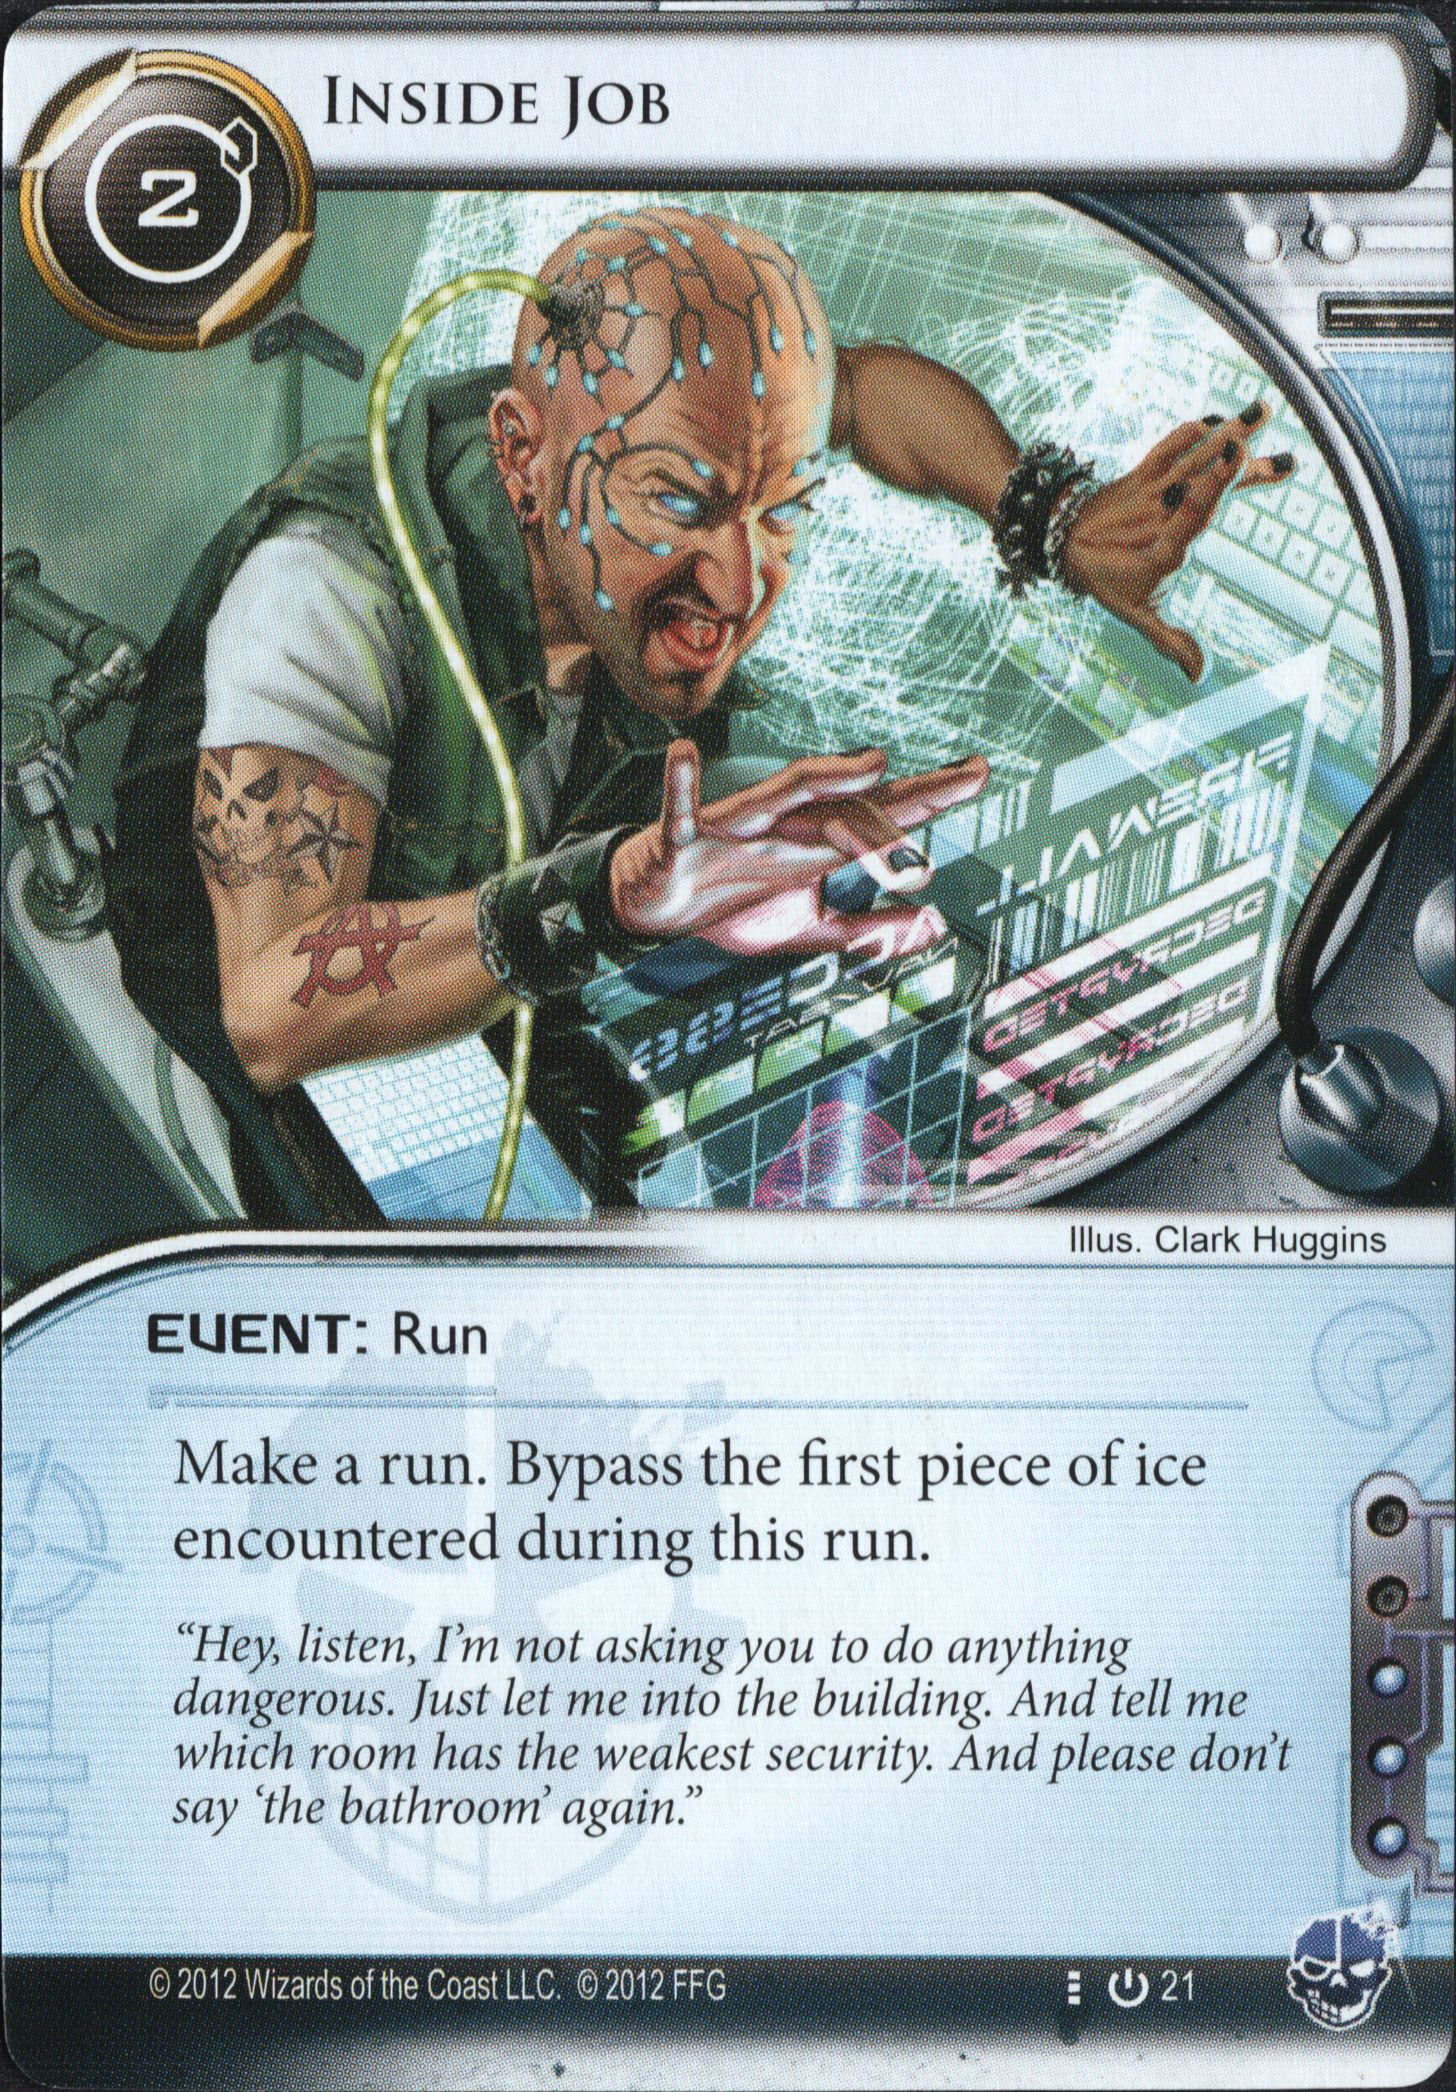 INSIDE JOB
2
Illus. Clark Huggins
EVENT: Run
Make a run. Bypass the first piece of ice
encountered during this run.
“Hey, listen, I’m not asking you to do anything
dangerous. Just let me into the building. And tell me
which room has the weakest security. And please don’t
say ‘the bathroom’ again.”
© 2012 Wizards of the Coast LLC. © 2012 FFG
21